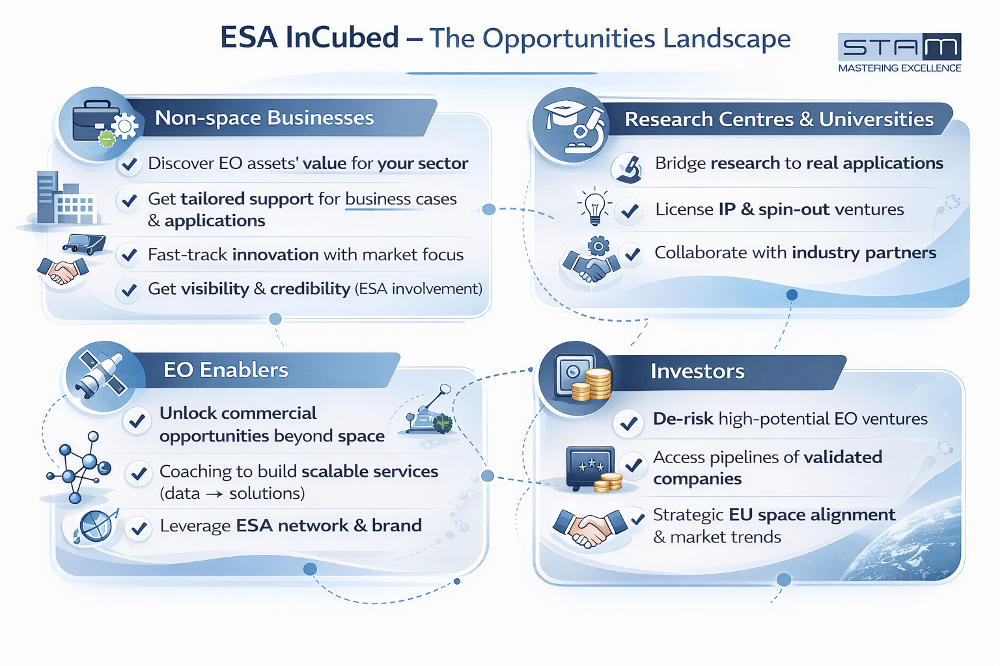 ESA InCubed – The Opportunities Landscape
STAM
MASTERING EXCELLENCE
Non-space Businesses
Discover EO assets' value for your sector
Get tailored support for business cases
& applications
Fast-track innovation with market focus
Get visibility & credibility (ESA involvement)
Research Centres & Universities
Bridge research to real applications
License IP & spin-out ventures
Collaborate with industry partners
EO Enablers
Unlock commercial
opportunities beyond space
Coaching to build scalable services
(data → solutions)
Leverage ESA network & brand
Investors
De-risk high-potential EO ventures
Access pipelines of validated
companies
Strategic EU space alignment
& market trends